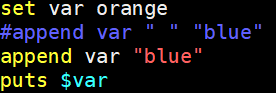 set var orange
#append var " " "blue"
append var "blue"
puts $var